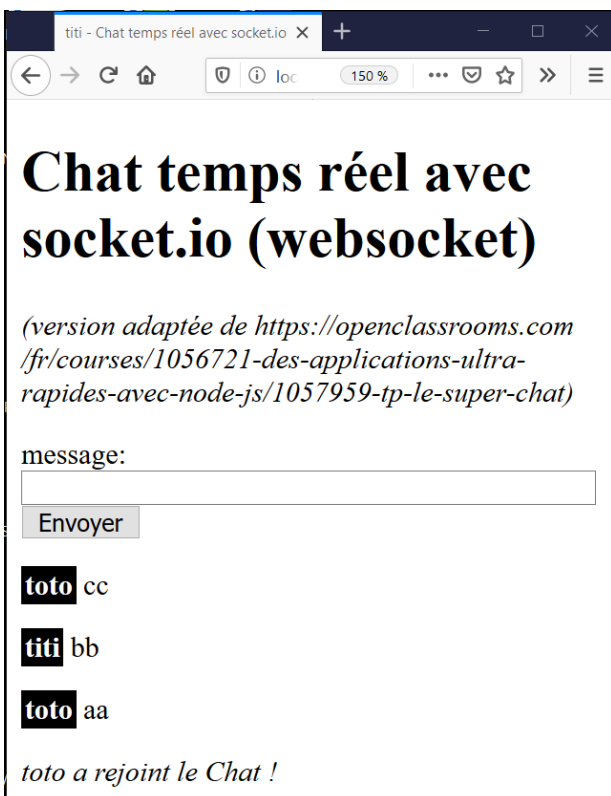 titi - Chat temps réel avec socket.io
loc
150 %
Chat temps réel avec
socket.io (websocket)
(version adaptée de https://openclassrooms.com
/fr/courses/1056721-des-applications-ultra-
rapides-avec-node-js/1057959-tp-le-super-chat)
message:
Envoyer
toto cc
titi bb
toto aa
toto a rejoint le Chat !